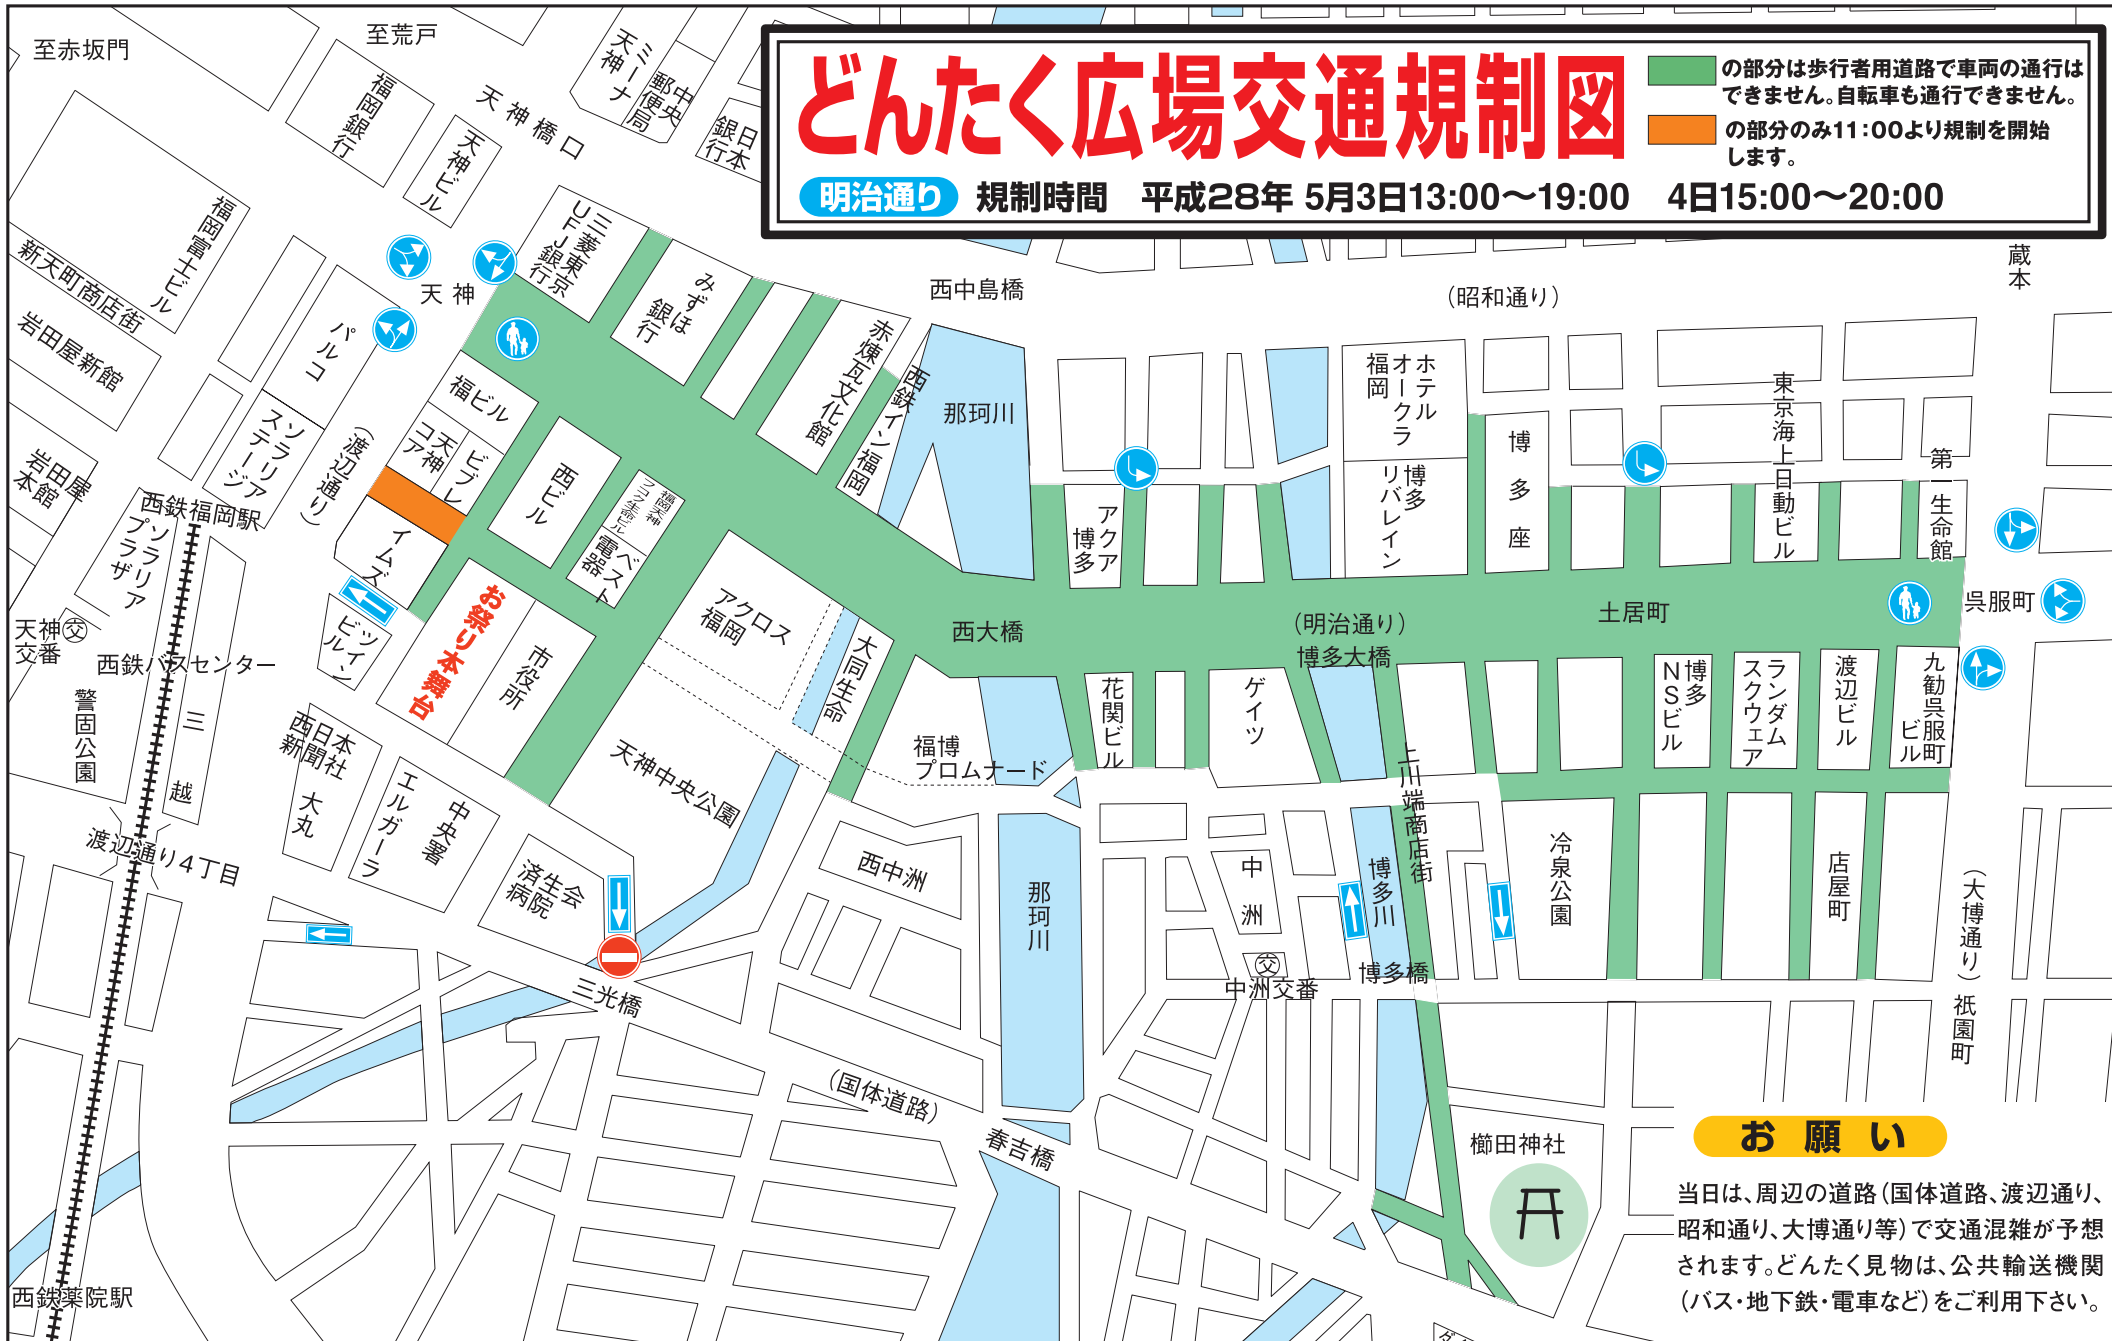 どんたく広場交通規制図
の部分は歩行者用道路で車両の通行は
できません。自転車も通行できません。
の部分のみ11:00より規制を開始
します。
明治通り 規制時間 平成28年 5月3日13:00〜19:00 4日15:00〜20:00
至赤坂門
至荒戸
天神橋口
ミーナ
天神
中央
郵便局
日本
銀行
福岡銀行
天神ビル
福岡富士ビル
新天町商店街
岩田屋新館
岩田屋
本館
パルコ
ソラリア
ステージ
(渡辺通り)
西鉄福岡駅
ソラリア
プラザ
天神
交番
交
西鉄バスセンター
警固公園
三越
天神
三菱東京
UFJ銀行
みずほ
銀行
赤煉瓦文化館
西鉄イン福岡
福ビル
天神
コア
ビブレ
イムズ
西ビル
福岡天神
フコク生命ビル
ベスト
電器
ツイン
ビル
お祭り本舞台
市役所
アクロス
福岡
大同生命
天神中央公園
西日本
新聞社
大丸
エルガーラ
中央署
済生会
病院
渡辺通り4丁目
三光橋
西鉄薬院駅
西中島橋
(昭和通り)
蔵本
那珂川
西大橋
福博
プロムナード
西中洲
那珂川
(国体道路)
春吉橋
アクア
博多
ホテル
オークラ
福岡
博多
リバレイン
博多座
東京海上日動ビル
第一生命館
(明治通り)
博多大橋
土居町
呉服町
花関ビル
ゲイツ
上川端商店街
博多
NSビル
ランダム
スクウェア
渡辺ビル
九勧呉服町
ビル
中洲
交
中洲交番
博多川
博多橋
冷泉公園
店屋町
(大博通り)
祇園町
櫛田神社
お願い
当日は、周辺の道路(国体道路、渡辺通り、
昭和通り、大博通り等)で交通混雑が予想
されます。どんたく見物は、公共輸送機関
(バス・地下鉄・電車など)をご利用下さい。